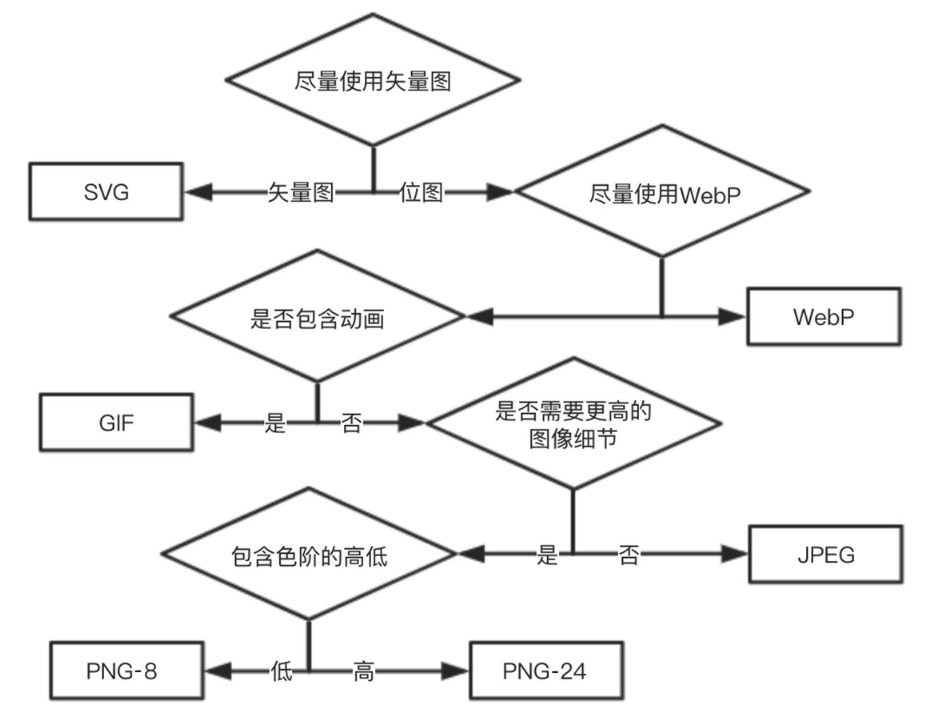 尽量使用矢量图
SVG
矢量图
位图
尽量使用WebP
是否包含动画
WebP
GIF
是
否
是否需要更高的
图像细节
包含色阶的高低
是
否
JPEG
PNG-8
低
高
PNG-24